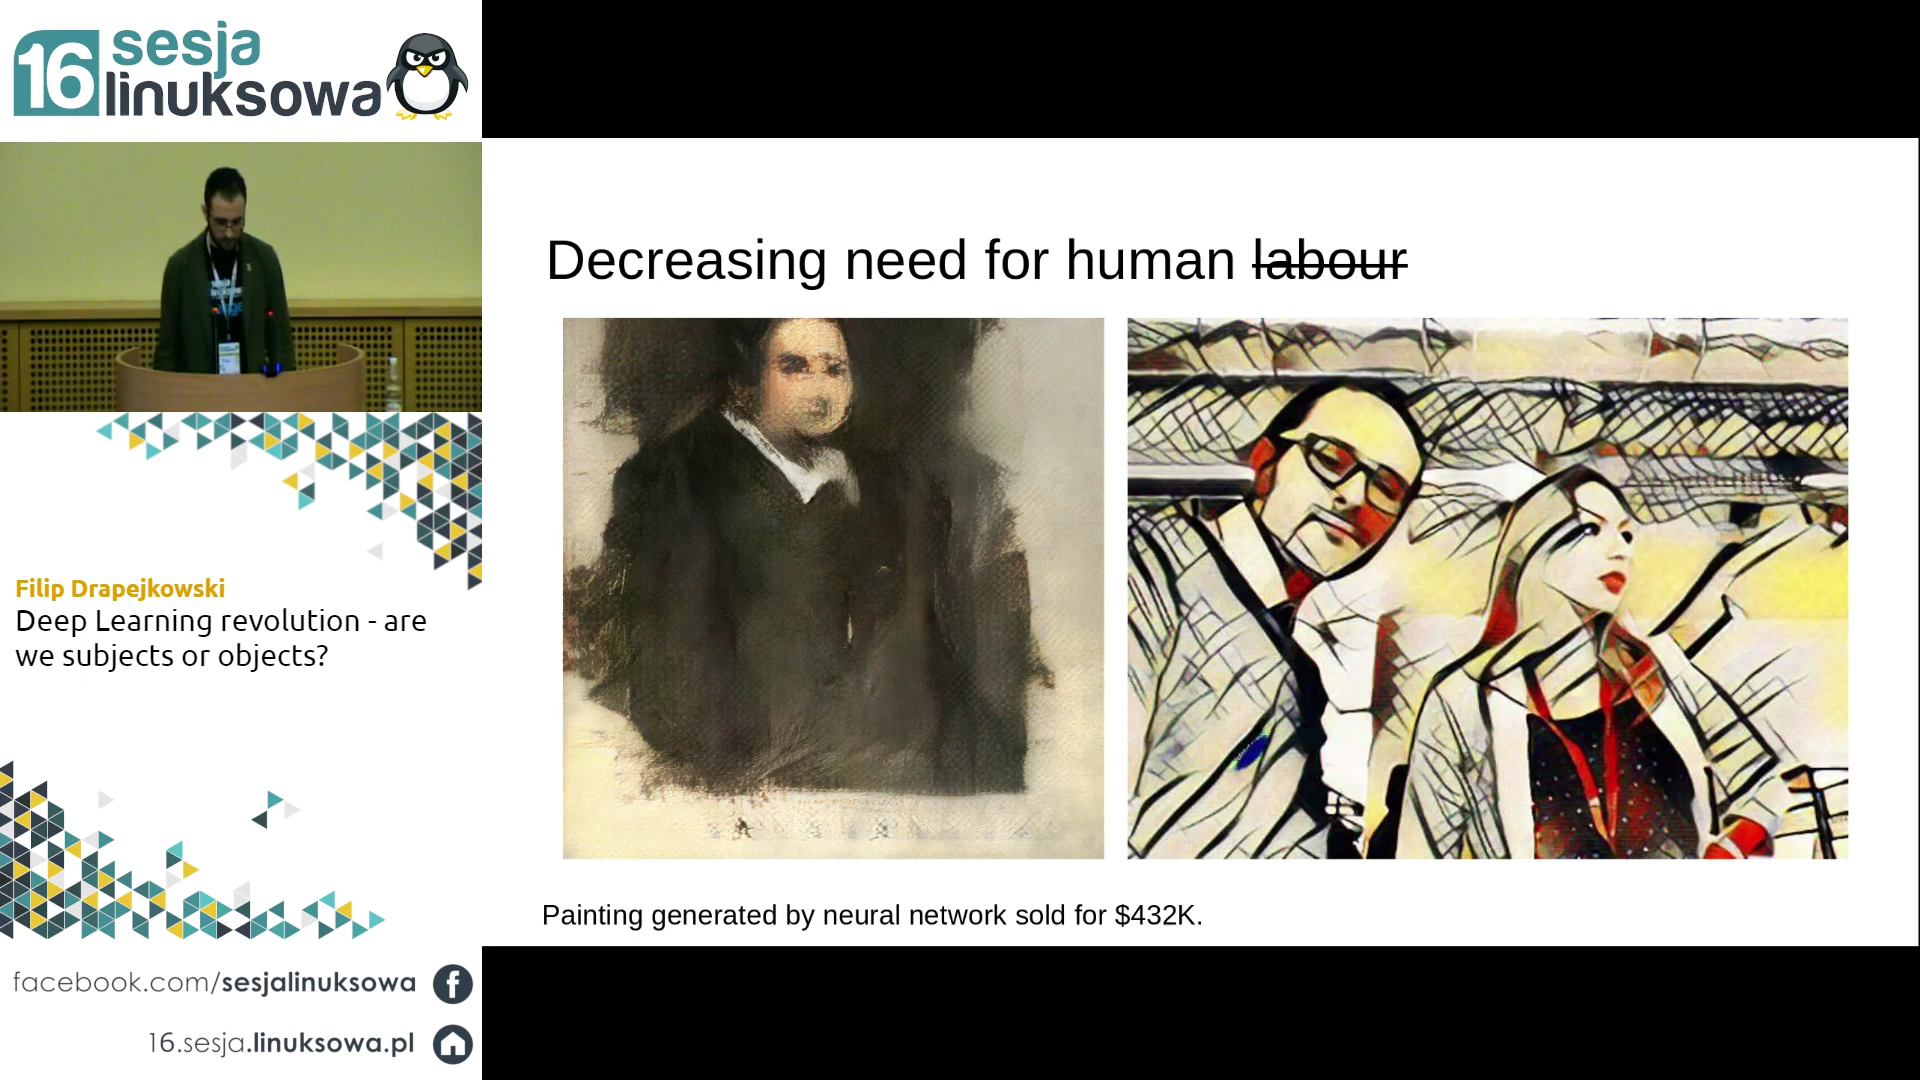 16 sesja
linuksowa
Filip Drapejkowski
Deep Learning revolution - are
we subjects or objects?
facebook.com/sesjalinuksowa
16.sesja.linuksowa.pl
Decreasing need for human labour
Painting generated by neural network sold for $432K.